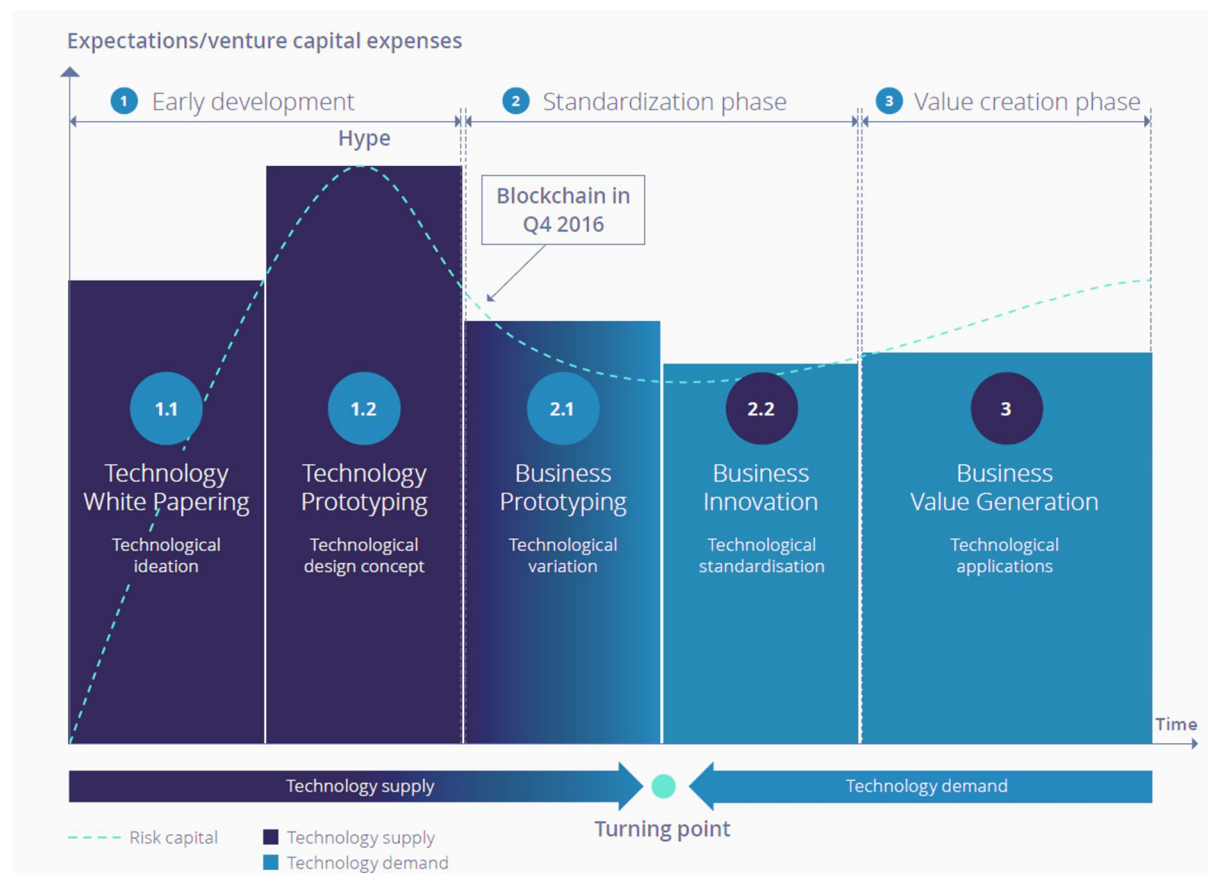 Expectations/venture capital expenses
1 Early development
2 Standardization phase
3 Value creation phase
Hype
Blockchain in
Q4 2016
1.1
Technology
White Papering
Technological
ideation
1.2
Technology
Prototyping
Technological
design concept
2.1
Business
Prototyping
Technological
variation
2.2
Business
Innovation
Technological
standardisation
3
Business
Value Generation
Technological
applications
Time
Technology supply
Technology demand
Turning point
Risk capital
Technology supply
Technology demand